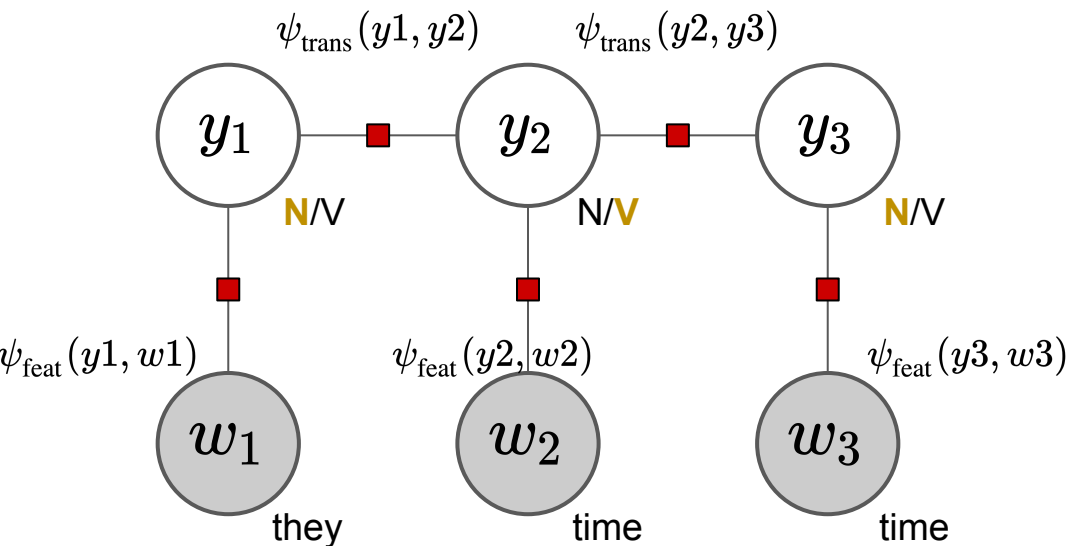 ψtrans(y1, y2) ψtrans(y2, y3)
y1 y2 y3
N/V N/V N/V
ψfeat(y1, w1) ψfeat(y2, w2) ψfeat(y3, w3)
w1 w2 w3
they time time